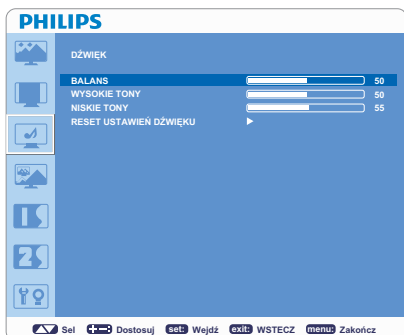 PHILIPS
DŹWIĘK
BALANS 50
WYSOKIE TONY 50
NISKIE TONY 55
RESET USTAWIEŃ DŹWIĘKU
Sel Dostosuj set: Wejdź exit: WSTECZ menu: Zakończ